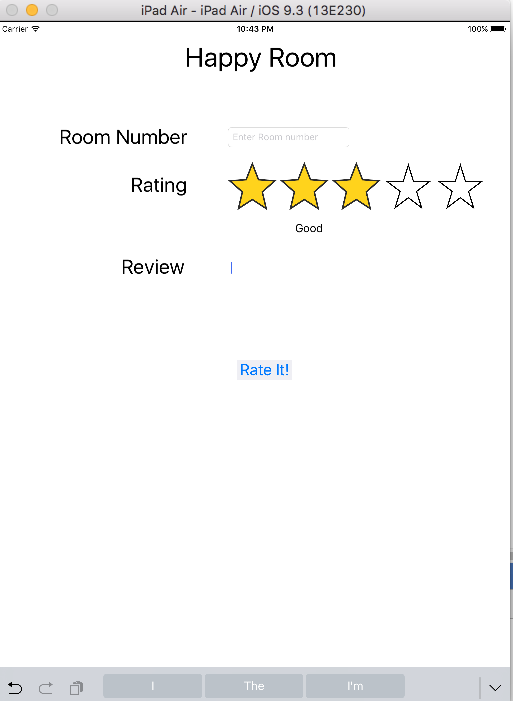 iPad Air - iPad Air / iOS 9.3 (13E230)
Carrier 10:43 PM 100%
Happy Room
Room Number Enter Room number
Rating
Good
Review
Rate It!
I The I'm